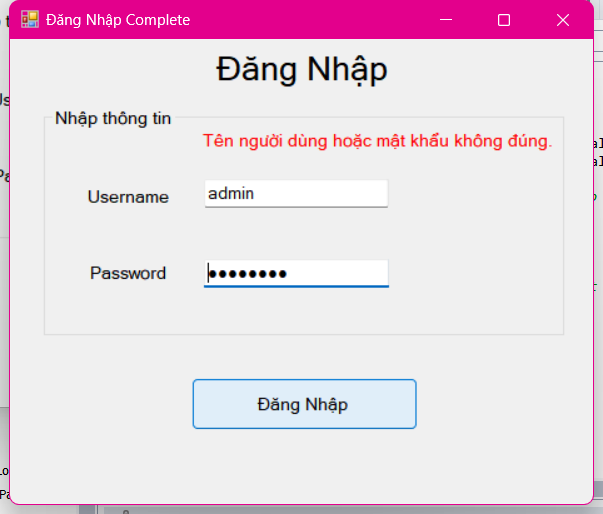 Đăng Nhập Complete
Đăng Nhập
Nhập thông tin
Tên người dùng hoặc mật khẩu không đúng.
Username admin
Password ••••••••
Đăng Nhập